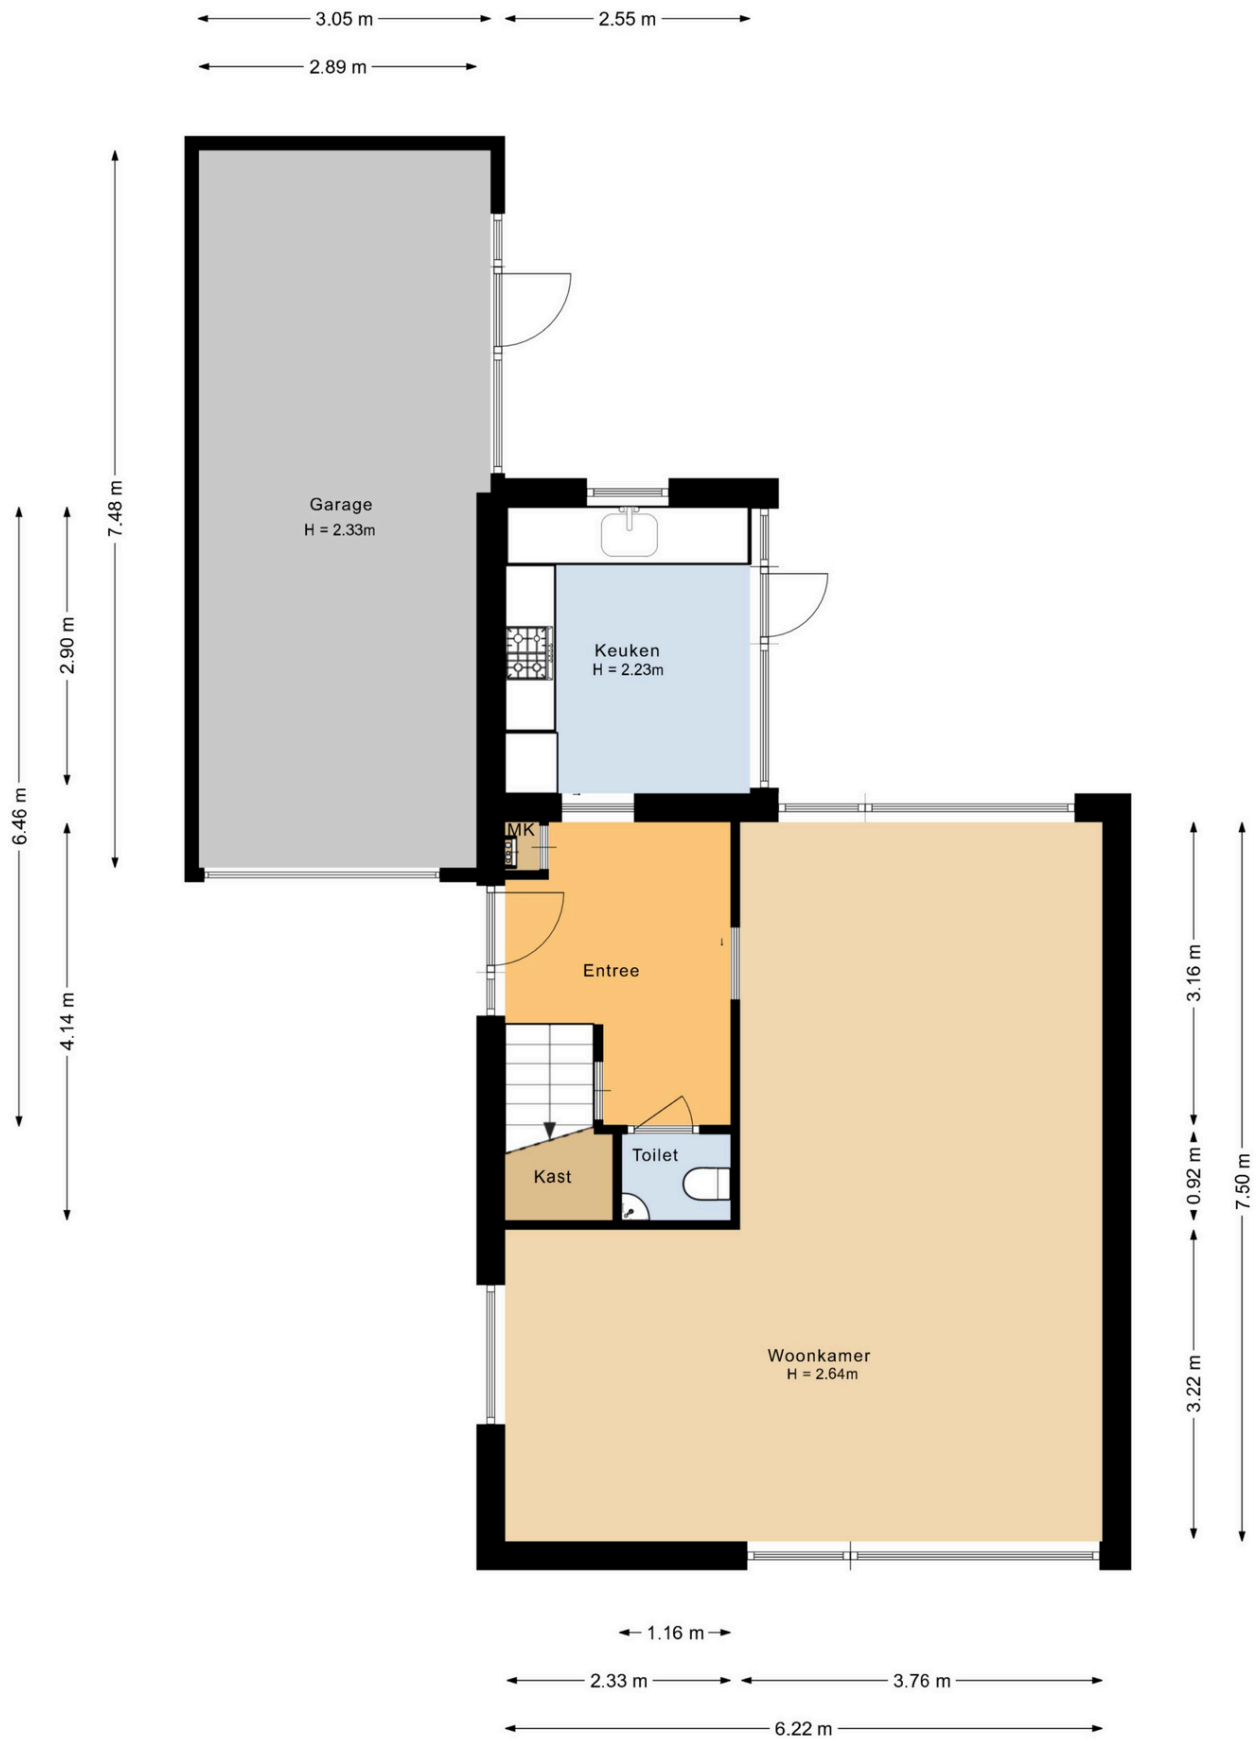 3.05 m
2.55 m
2.89 m
7.48 m
Garage
H = 2.33m
6.46 m
2.90 m
Keuken
H = 2.23m
MK
4.14 m
Entree
3.16 m
Toilet
Kast
0.92 m
7.50 m
Woonkamer
H = 2.64m
3.22 m
1.16 m
2.33 m
3.76 m
6.22 m